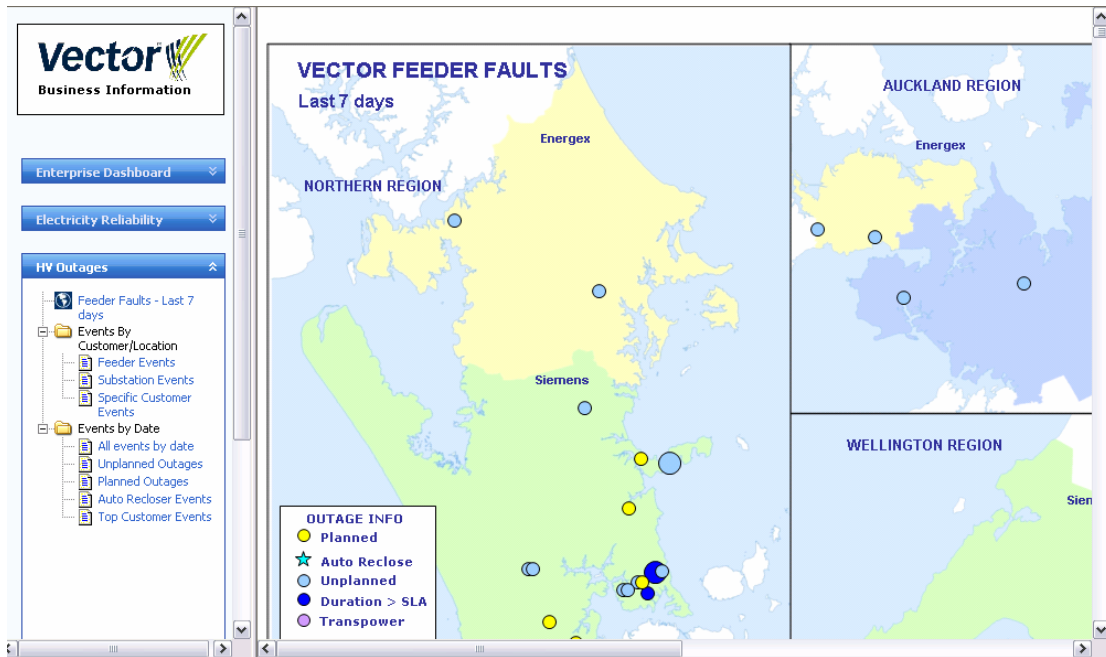 Vector
Business Information
Enterprise Dashboard
Electricity Reliability
HV Outages
Feeder Faults - Last 7
days
Events By
Customer/Location
Feeder Events
Substation Events
Specific Customer
Events
Events by Date
All events by date
Unplanned Outages
Planned Outages
Auto Recloser Events
Top Customer Events
VECTOR FEEDER FAULTS
Last 7 days
Energex
NORTHERN REGION
Siemens
OUTAGE INFO
Planned
Auto Reclose
Unplanned
Duration > SLA
Transpower
AUCKLAND REGION
Energex
WELLINGTON REGION
Sien